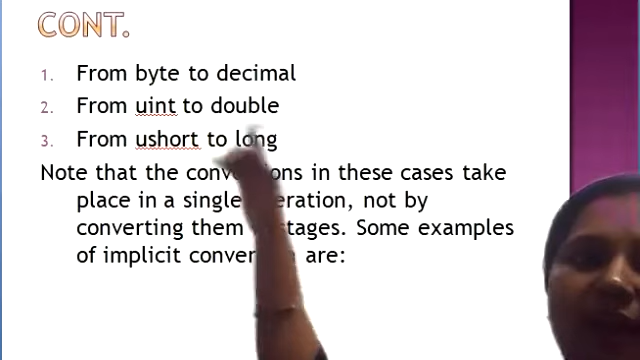 CONT.
1. From byte to decimal
2. From uint to double
3. From ushort to long
Note that the in these cases take
place in a single not by
converting them stages. Some examples
of implicit are: